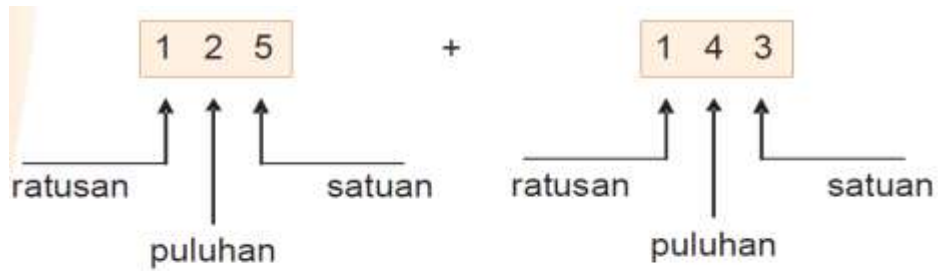 1 2 5 + 1 4 3
ratusan satuan ratusan satuan
puluhan puluhan